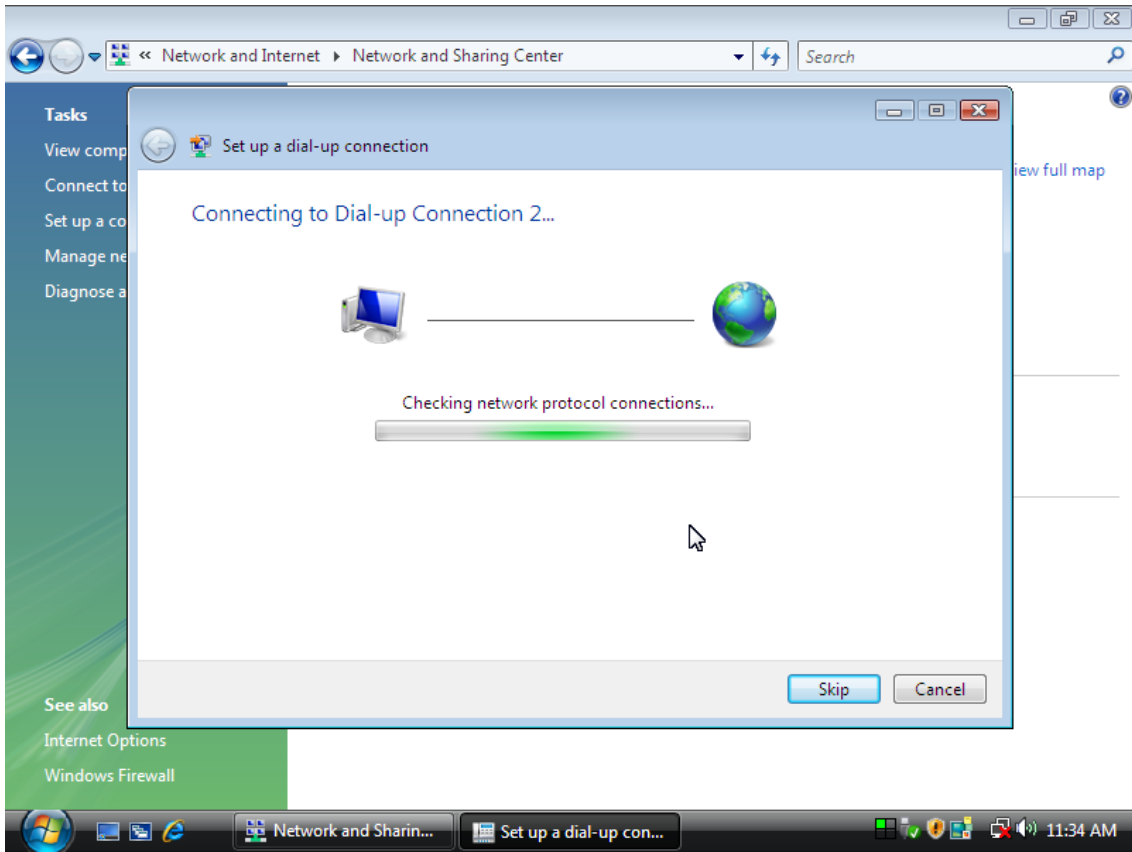 « Network and Internet ▸ Network and Sharing Center
Search
Tasks
View comp
Connect to
Set up a co
Manage ne
Diagnose a
iew full map
Set up a dial-up connection
Connecting to Dial-up Connection 2...
Checking network protocol connections...
Skip
Cancel
See also
Internet Options
Windows Firewall
Network and Sharin...
Set up a dial-up con...
11:34 AM